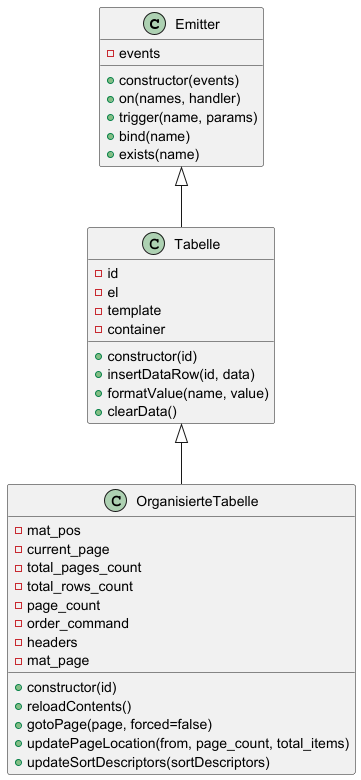 C Emitter
events
constructor(events)
on(names, handler)
trigger(name, params)
bind(name)
exists(name)
C Tabelle
id
el
template
container
constructor(id)
insertDataRow(id, data)
formatValue(name, value)
clearData()
C OrganisierteTabelle
mat_pos
current_page
total_pages_count
total_rows_count
page_count
order_command
headers
mat_page
constructor(id)
reloadContents()
gotoPage(page, forced=false)
updatePageLocation(from, page_count, total_items)
updateSortDescriptors(sortDescriptors)